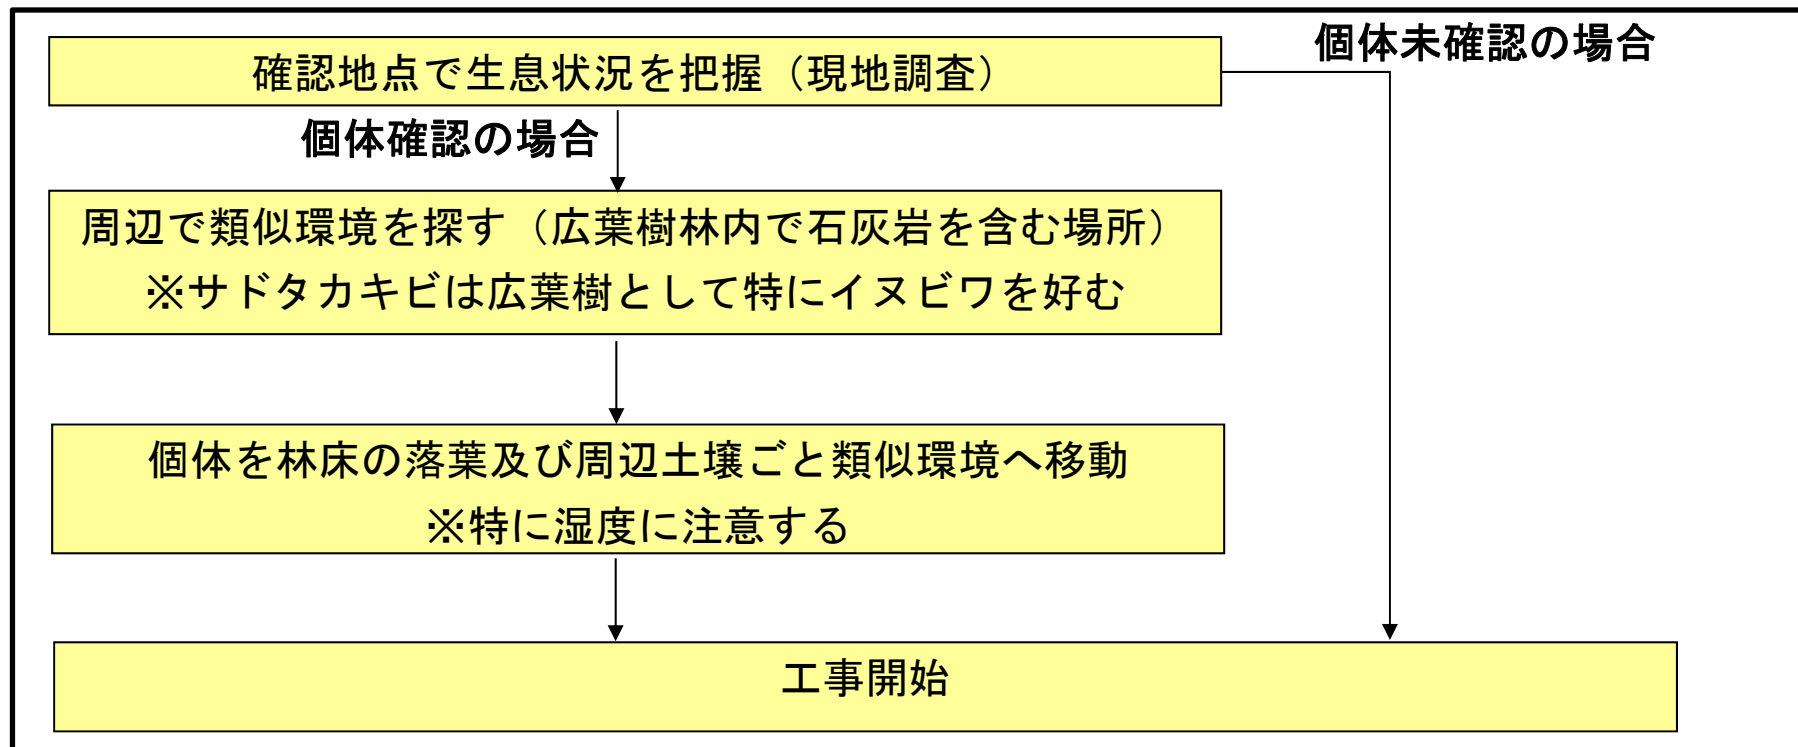 個体未確認の場合
確認地点で生息状況を把握（現地調査）
個体確認の場合
周辺で類似環境を探す（広葉樹林内で石灰岩を含む場所）
※サドタカキビは広葉樹として特にイヌビワを好む
個体を林床の落葉及び周辺土壌ごと類似環境へ移動
※特に湿度に注意する
工事開始